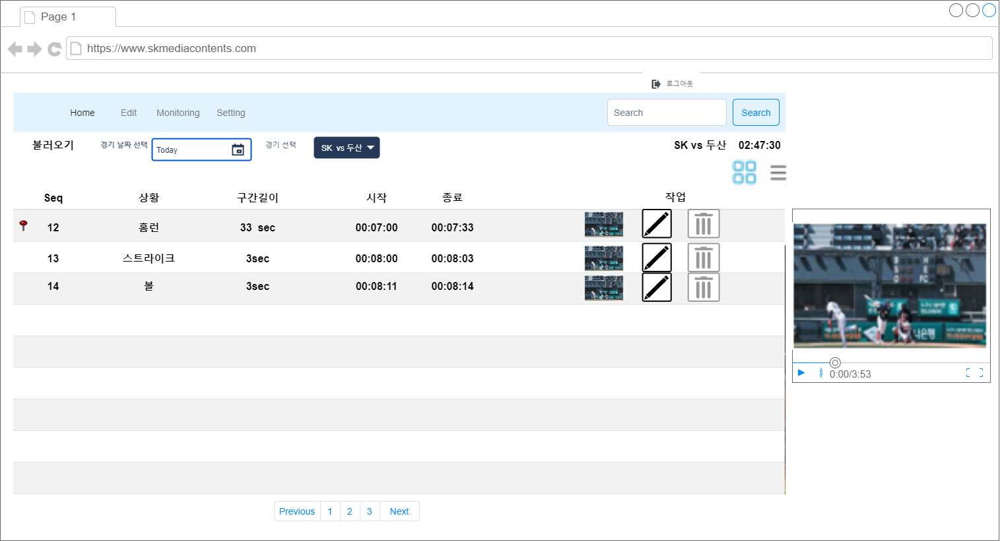 Page 1
https://www.skmediacontents.com
로그아웃
Home Edit Monitoring Setting Search Search
불러오기 경기 날짜 선택 Today 경기 선택 SK vs 두산 SK vs 두산 02:47:30
Seq 상황 구간길이 시작 종료 작업
12 홈런 33 sec 00:07:00 00:07:33
13 스트라이크 3sec 00:08:00 00:08:03
14 볼 3sec 00:08:11 00:08:14
0:00/3:53
Previous 1 2 3 Next